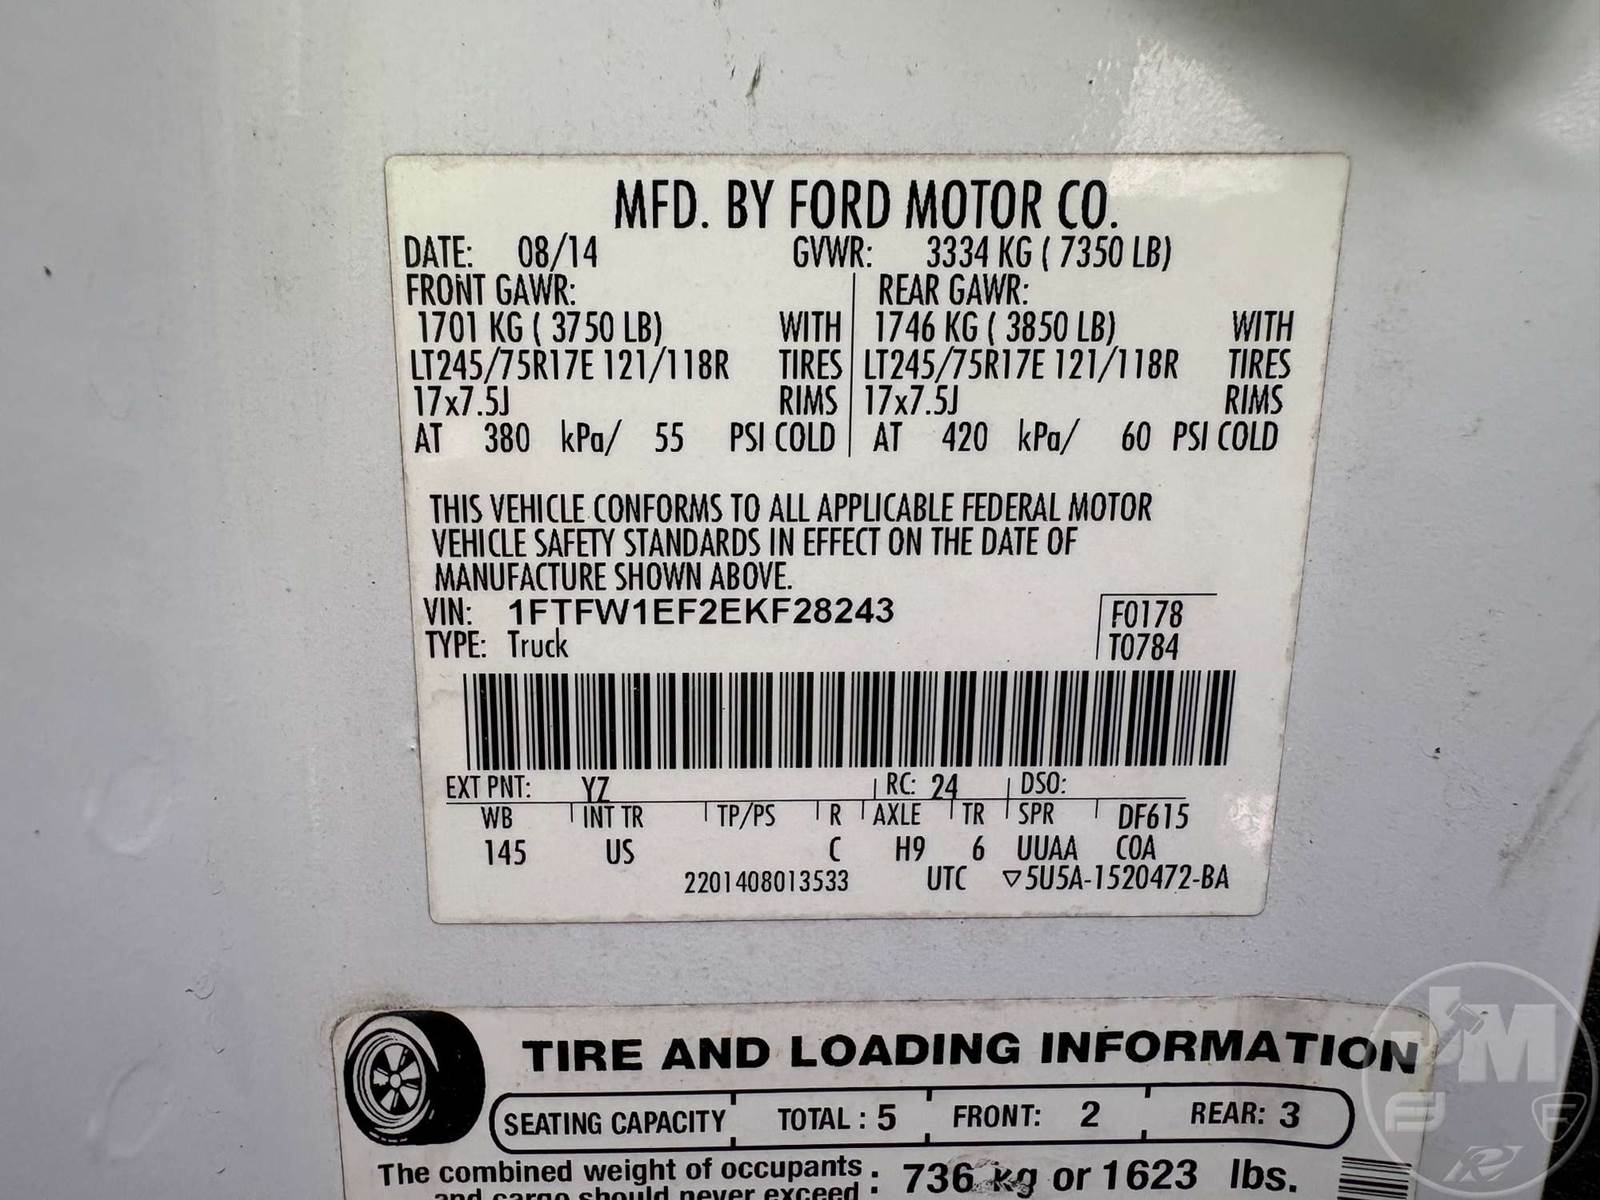 MFD. BY FORD MOTOR CO.
DATE: 08/14 GVWR: 3334 KG ( 7350 LB)
FRONT GAWR: REAR GAWR:
1701 KG ( 3750 LB) WITH 1746 KG ( 3850 LB) WITH
LT245/75R17E 121/118R TIRES LT245/75R17E 121/118R TIRES
17x7.5J RIMS 17x7.5J RIMS
AT 380 kPa/ 55 PSI COLD AT 420 kPa/ 60 PSI COLD
THIS VEHICLE CONFORMS TO ALL APPLICABLE FEDERAL MOTOR
VEHICLE SAFETY STANDARDS IN EFFECT ON THE DATE OF
MANUFACTURE SHOWN ABOVE.
VIN: 1FTFW1EF2EKF28243 F0178
TYPE: Truck T0784
EXT PNT: YZ RC: 24 DSO:
WB INT TR TP/PS R AXLE TR SPR DF615
145 US C H9 6 UUAA COA
2201408013533 UTC ▽5U5A-1520472-BA
TIRE AND LOADING INFORMATION
SEATING CAPACITY TOTAL : 5 FRONT: 2 REAR: 3
The combined weight of occupants : 736 kg or 1623 lbs.
and cargo should never exceed
JM